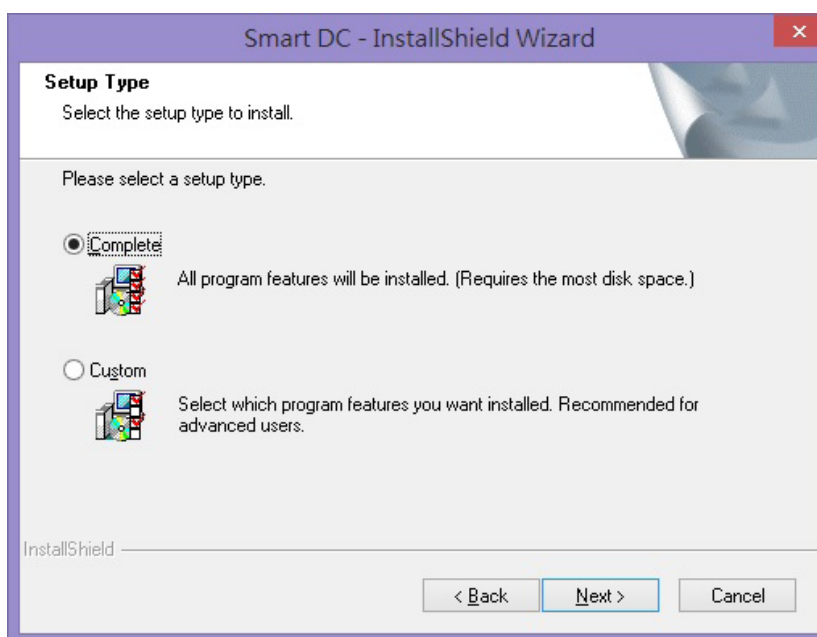 Smart DC - InstallShield Wizard
Setup Type
Select the setup type to install.
Please select a setup type.
Complete
All program features will be installed. (Requires the most disk space.)
Custom
Select which program features you want installed. Recommended for
advanced users.
InstallShield
< Back
Next >
Cancel